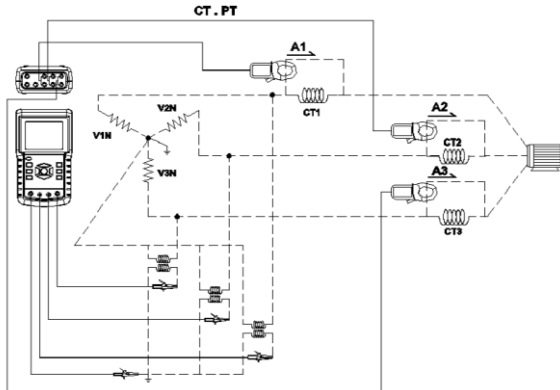 CT . PT
A1
CT1
V2N
V1N
A2
CT2
V3N
A3
CT3